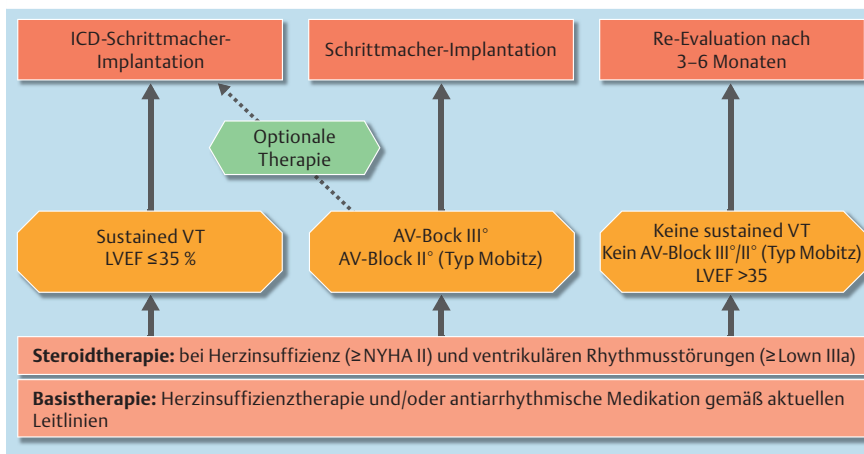 ICD-Schrittmacher-
Implantation
Schrittmacher-Implantation
Re-Evaluation nach
3–6 Monaten
Optionale
Therapie
Sustained VT
LVEF ≤35 %
AV-Bock III°
AV-Block II° (Typ Mobitz)
Keine sustained VT
Kein AV-Block III°/II° (Typ Mobitz)
LVEF >35
Steroidtherapie: bei Herzinsuffizienz (≥NYHA II) und ventrikulären Rhythmusstörungen (≥Lown IIIa)
Basistherapie: Herzinsuffizienztherapie und/oder antiarrhythmische Medikation gemäß aktuellen
Leitlinien